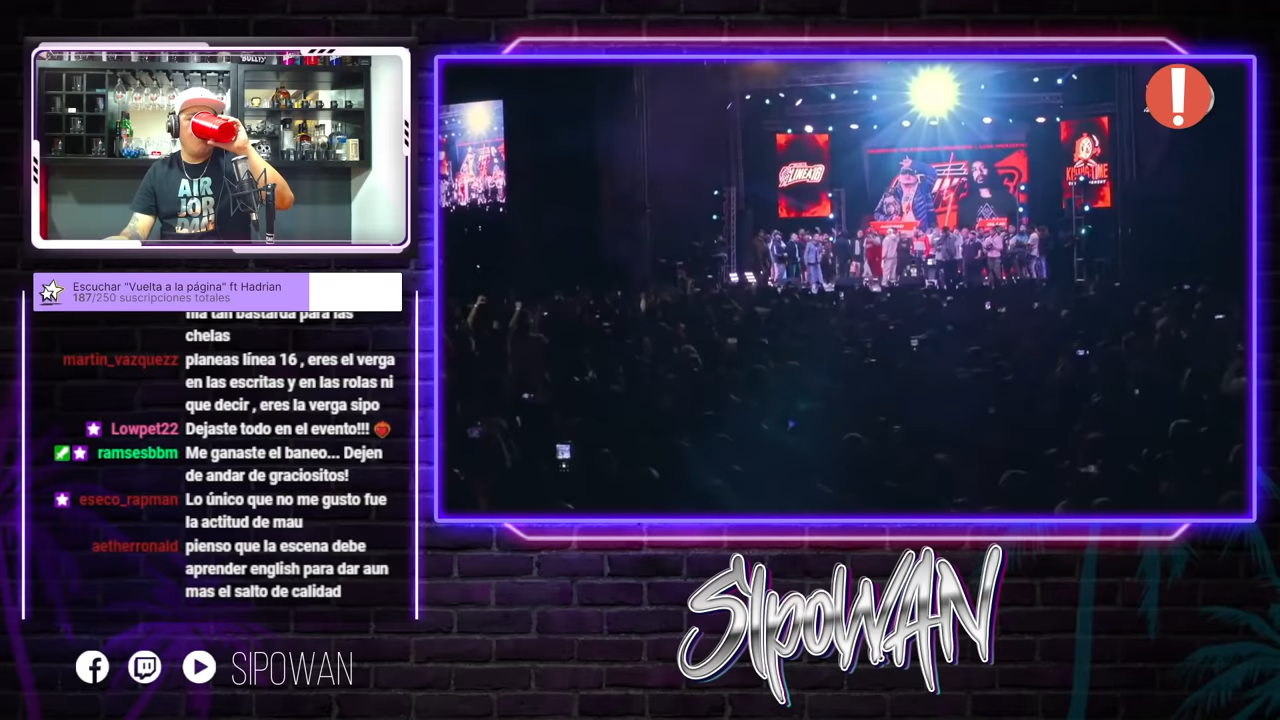 BULLY
AIR
JOR
DAN
LINEA16
Escuchar "Vuelta a la página" ft Hadrian
187/250 suscripciones totales
ma tan bastarda para las
chelas
martin_vazquezz planeas línea 16 , eres el verga
en las escritas y en las rolas ni
que decir , eres la verga sipo
Lowpet22 Dejaste todo en el evento!!!
ramsesbbm Me ganaste el baneo... Dejen
de andar de graciositos!
eseco_rapman Lo único que no me gusto fue
la actitud de mau
aetherronald pienso que la escena debe
aprender english para dar aun
mas el salto de calidad
SIPOWAN
SIPOWAN